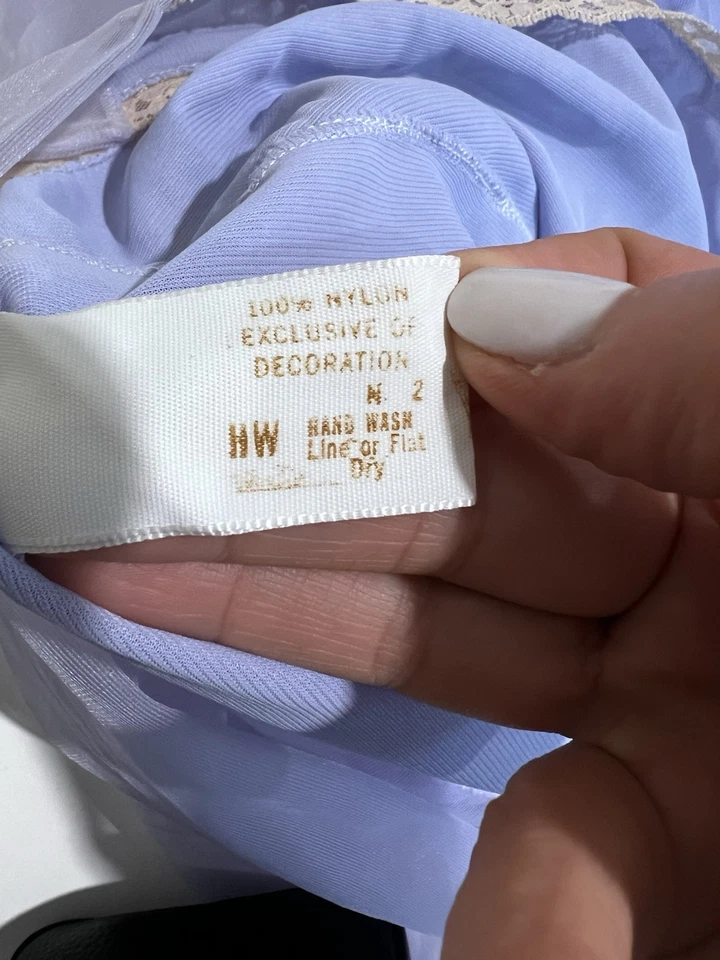 100% NYLON
EXCLUSIVE OF
DECORATION
N. 2
HW HAND WASH
Line or Flat
Dry